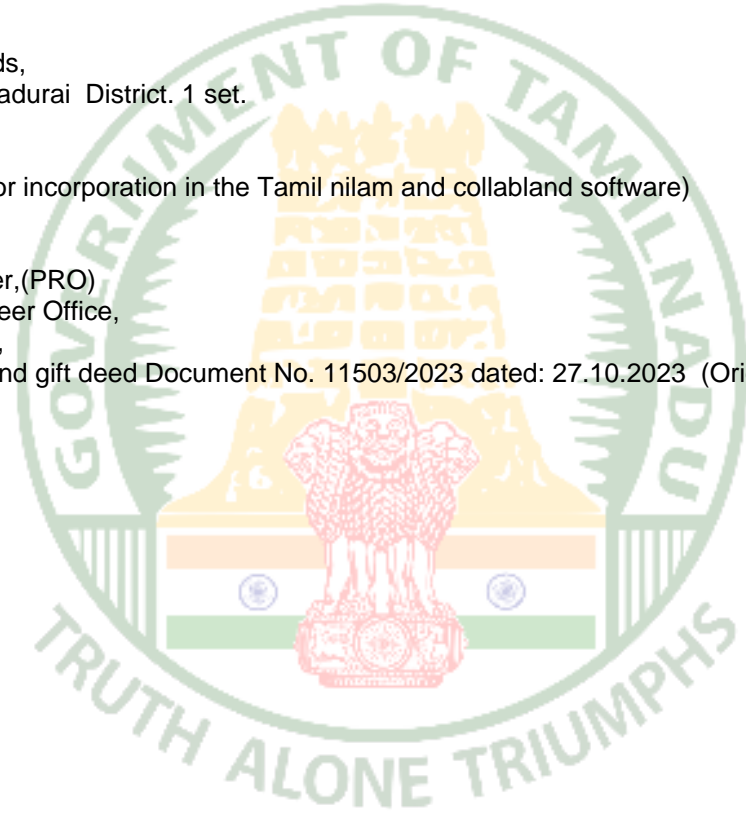 ds,
adurai District. 1 set.
or incorporation in the Tamil nilam and collabland software)
er,(PRO)
eer Office,
,
nd gift deed Document No. 11503/2023 dated: 27.10.2023 (Ori
GOVERNMENT OF TAMILNADU
TRUTH ALONE TRIUMPHS